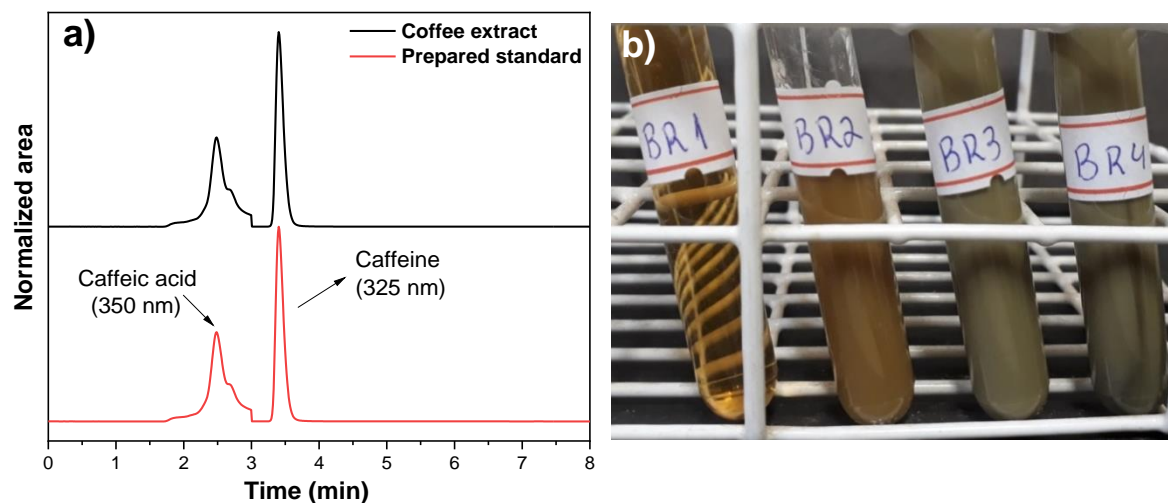 a)
Coffee extract
Prepared standard
Normalized area
Caffeic acid
(350 nm)
Caffeine
(325 nm)
0 1 2 3 4 5 6 7 8
Time (min)
b)
BR1
BR2
BR3
BR4